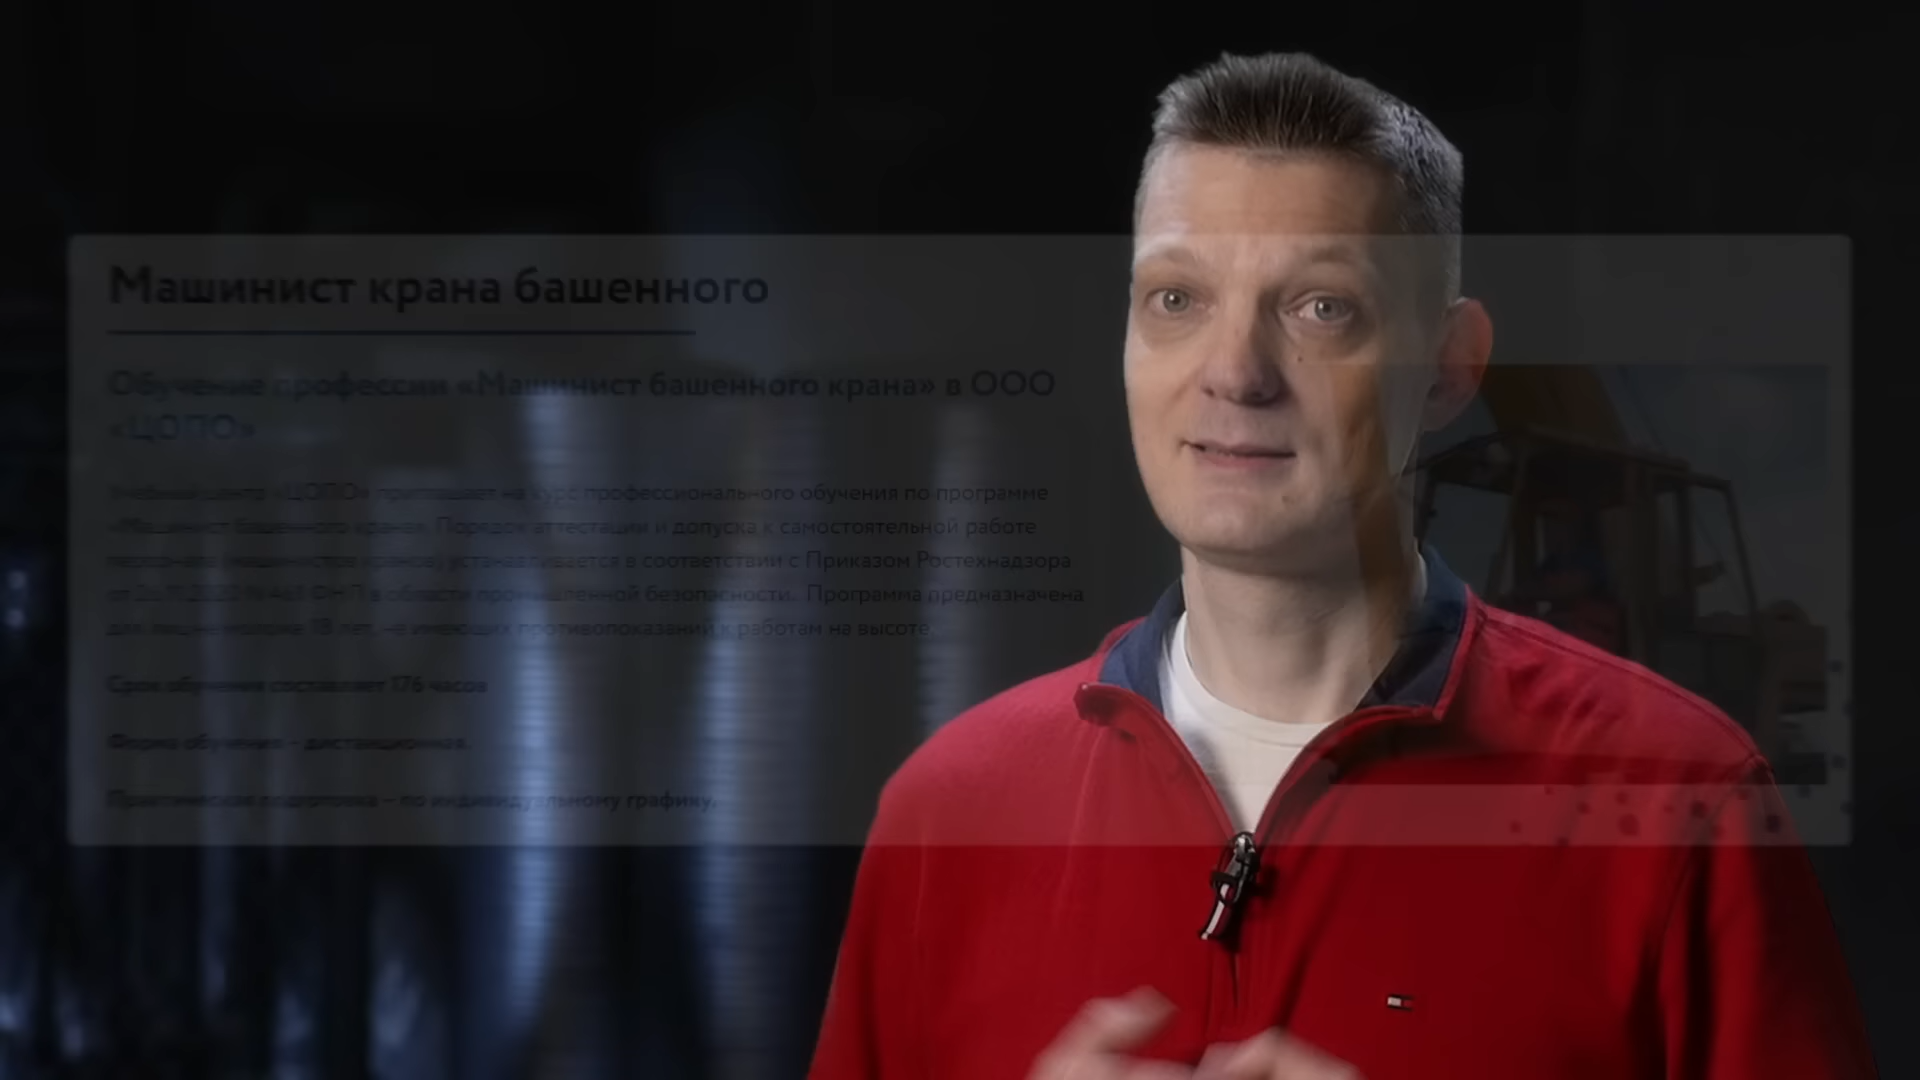 Машинист крана башенного
Обучение профессии «Машинист башенного крана» в ООО
«ЦОПО»
Учебный центр «ЦОПО» приглашает на курс профессионального обучения по программе
«Машинист башенного крана». Порядок аттестации и допуска к самостоятельной работе
персонала (машинистов кранов) устанавливается в соответствии с Приказом Ростехнадзора
от ФНП в области промышленной безопасности. Программа предназначена
для лиц не моложе 18 лет, не имеющих противопоказаний к работам на высоте.
Срок обучения составляет 176 часов
Форма обучения – дистанционная.
Практическая подготовка – по индивидуальному графику.